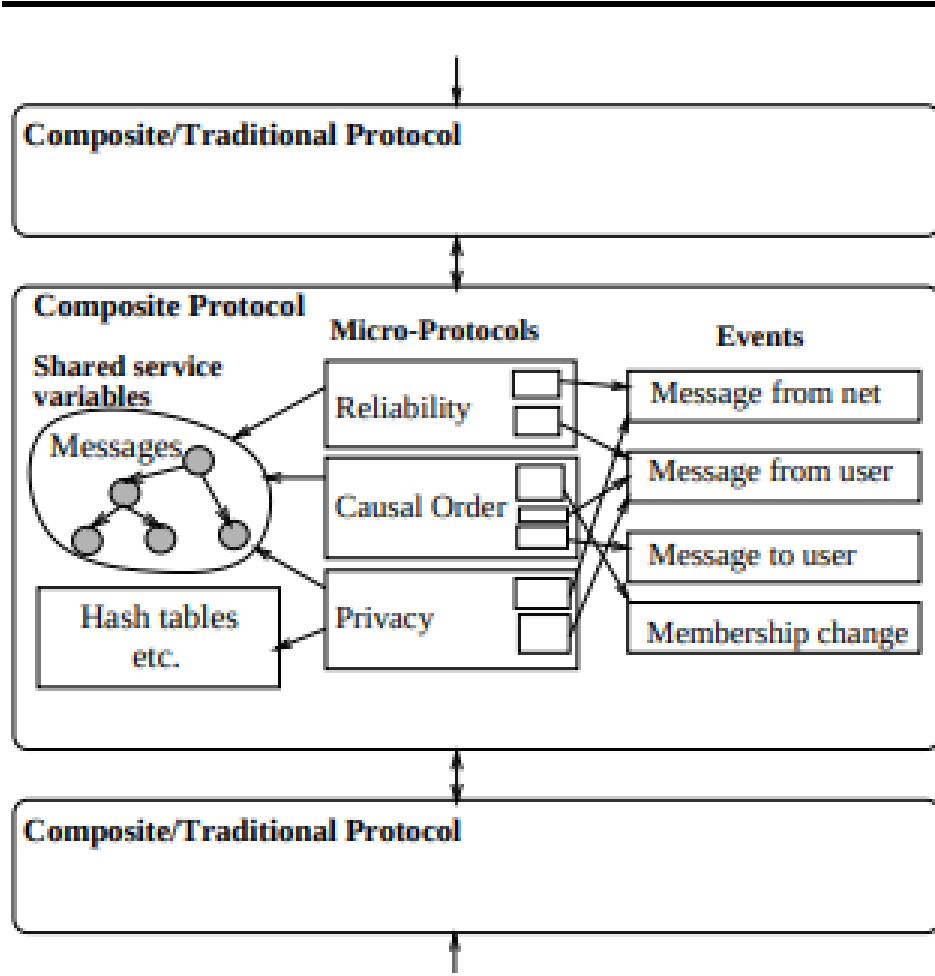 Composite/Traditional Protocol
Composite Protocol
Micro-Protocols
Events
Shared service
variables
Messages
Hash tables
etc.
Reliability
Causal Order
Privacy
Message from net
Message from user
Message to user
Membership change
Composite/Traditional Protocol